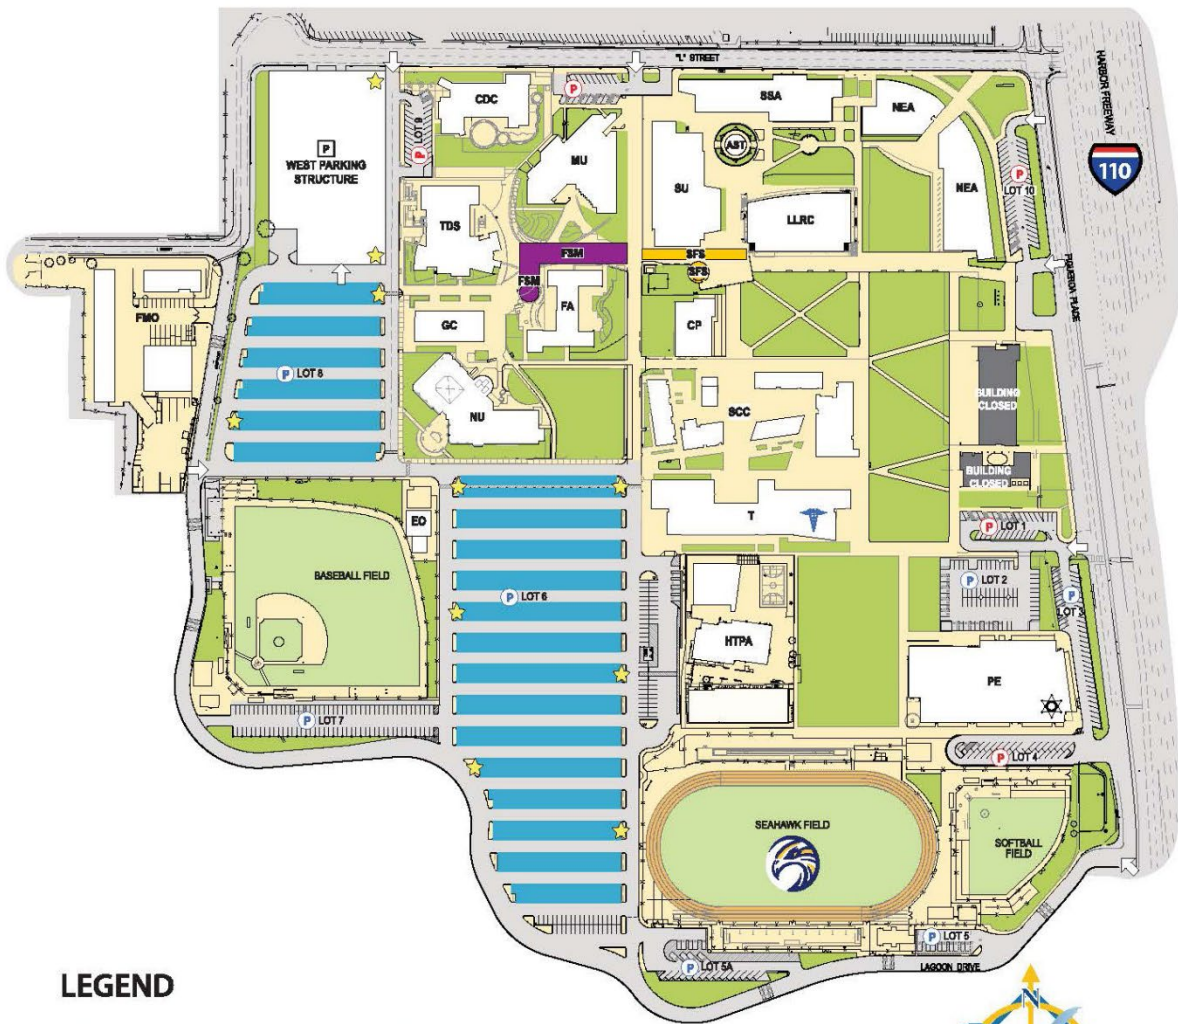 "L" STREET
HARBOR FREEWAY
110
P
WEST PARKING
STRUCTURE
P
LOT 9
CDC
P
MU
SSA
AST
SU
LLRC
NEA
NEA
P
LOT 10
FIGUEROA PLACE
TDS
FSM
FSM
SFS
SFS
FMO
GC
FA
CP
P LOT 8
NU
SCC
BUILDING
CLOSED
BUILDING
CLOSED
EO
T
P LOT 1
BASEBALL FIELD
P LOT 6
P LOT 2
P
LOT 3
HTPA
PE
P LOT 7
P LOT 4
SEAHAWK FIELD
SOFTBALL
FIELD
P LOT 5
P LOT 5A
LAGOON DRIVE
LEGEND
N